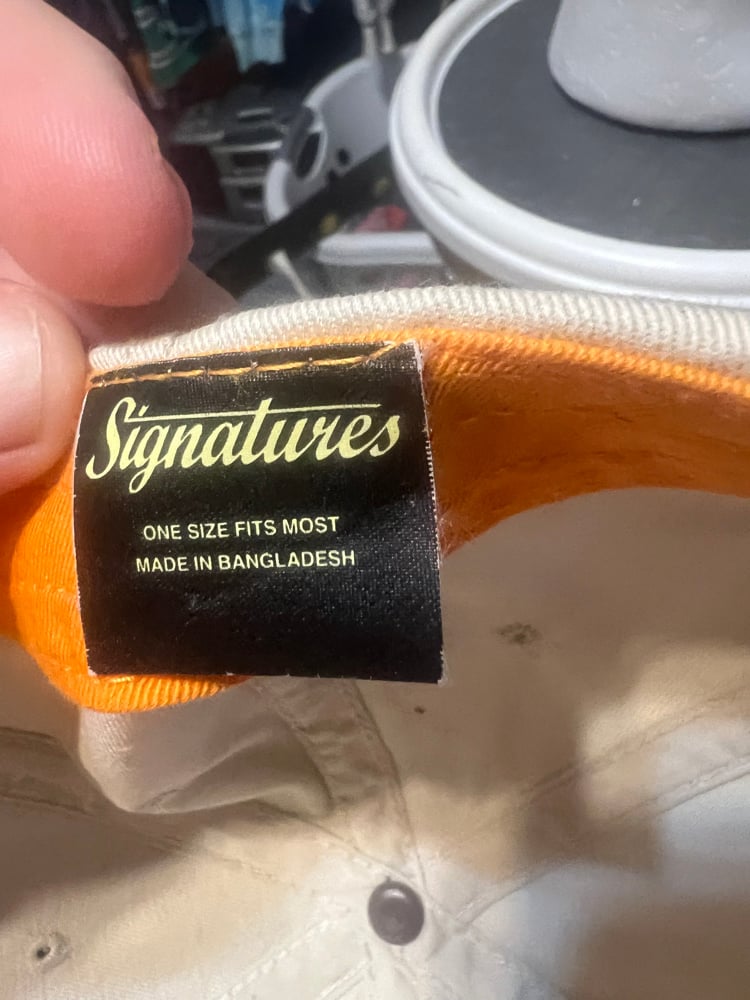 Signatures
ONE SIZE FITS MOST
MADE IN BANGLADESH